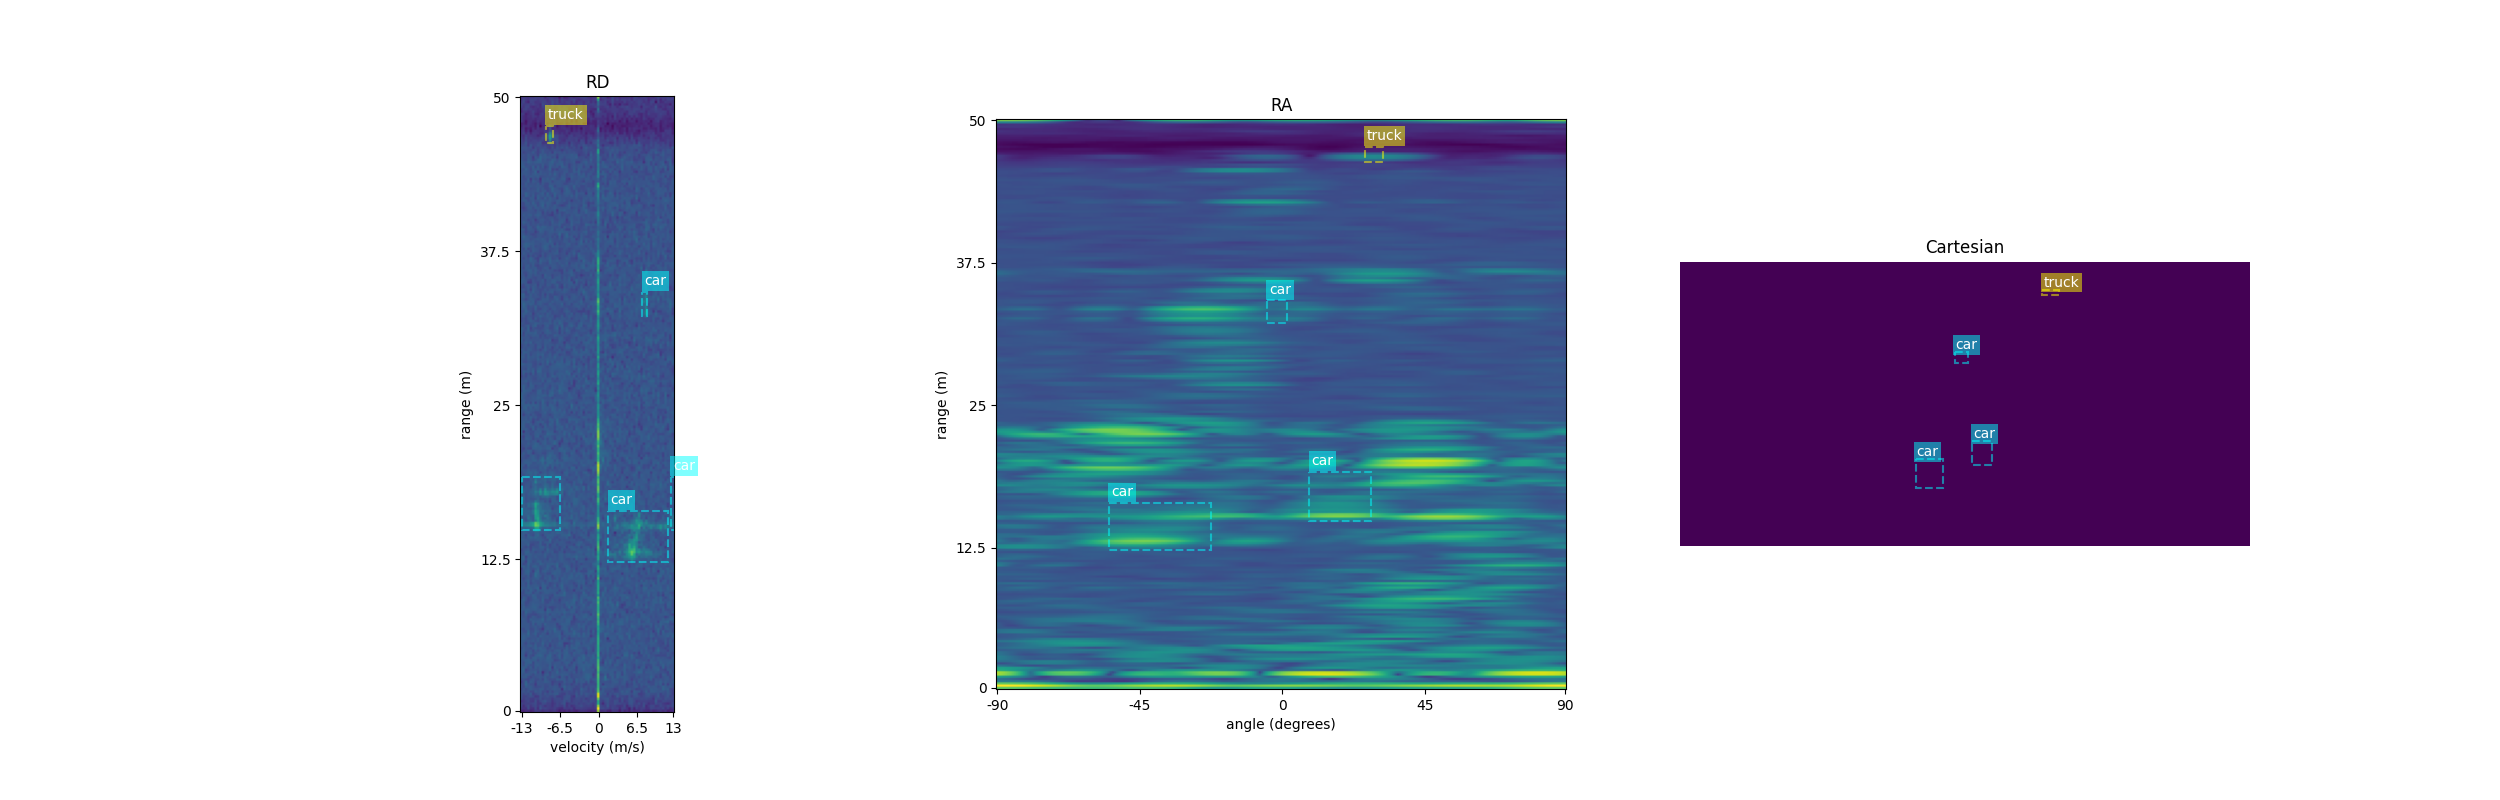 RD
50
37.5
25
12.5
0
-13
-6.5
0
6.5
13
velocity (m/s)
range (m)
truck
car
car
car
RA
50
37.5
25
12.5
0
-90
-45
0
45
90
angle (degrees)
range (m)
truck
car
car
car
Cartesian
truck
car
car
car